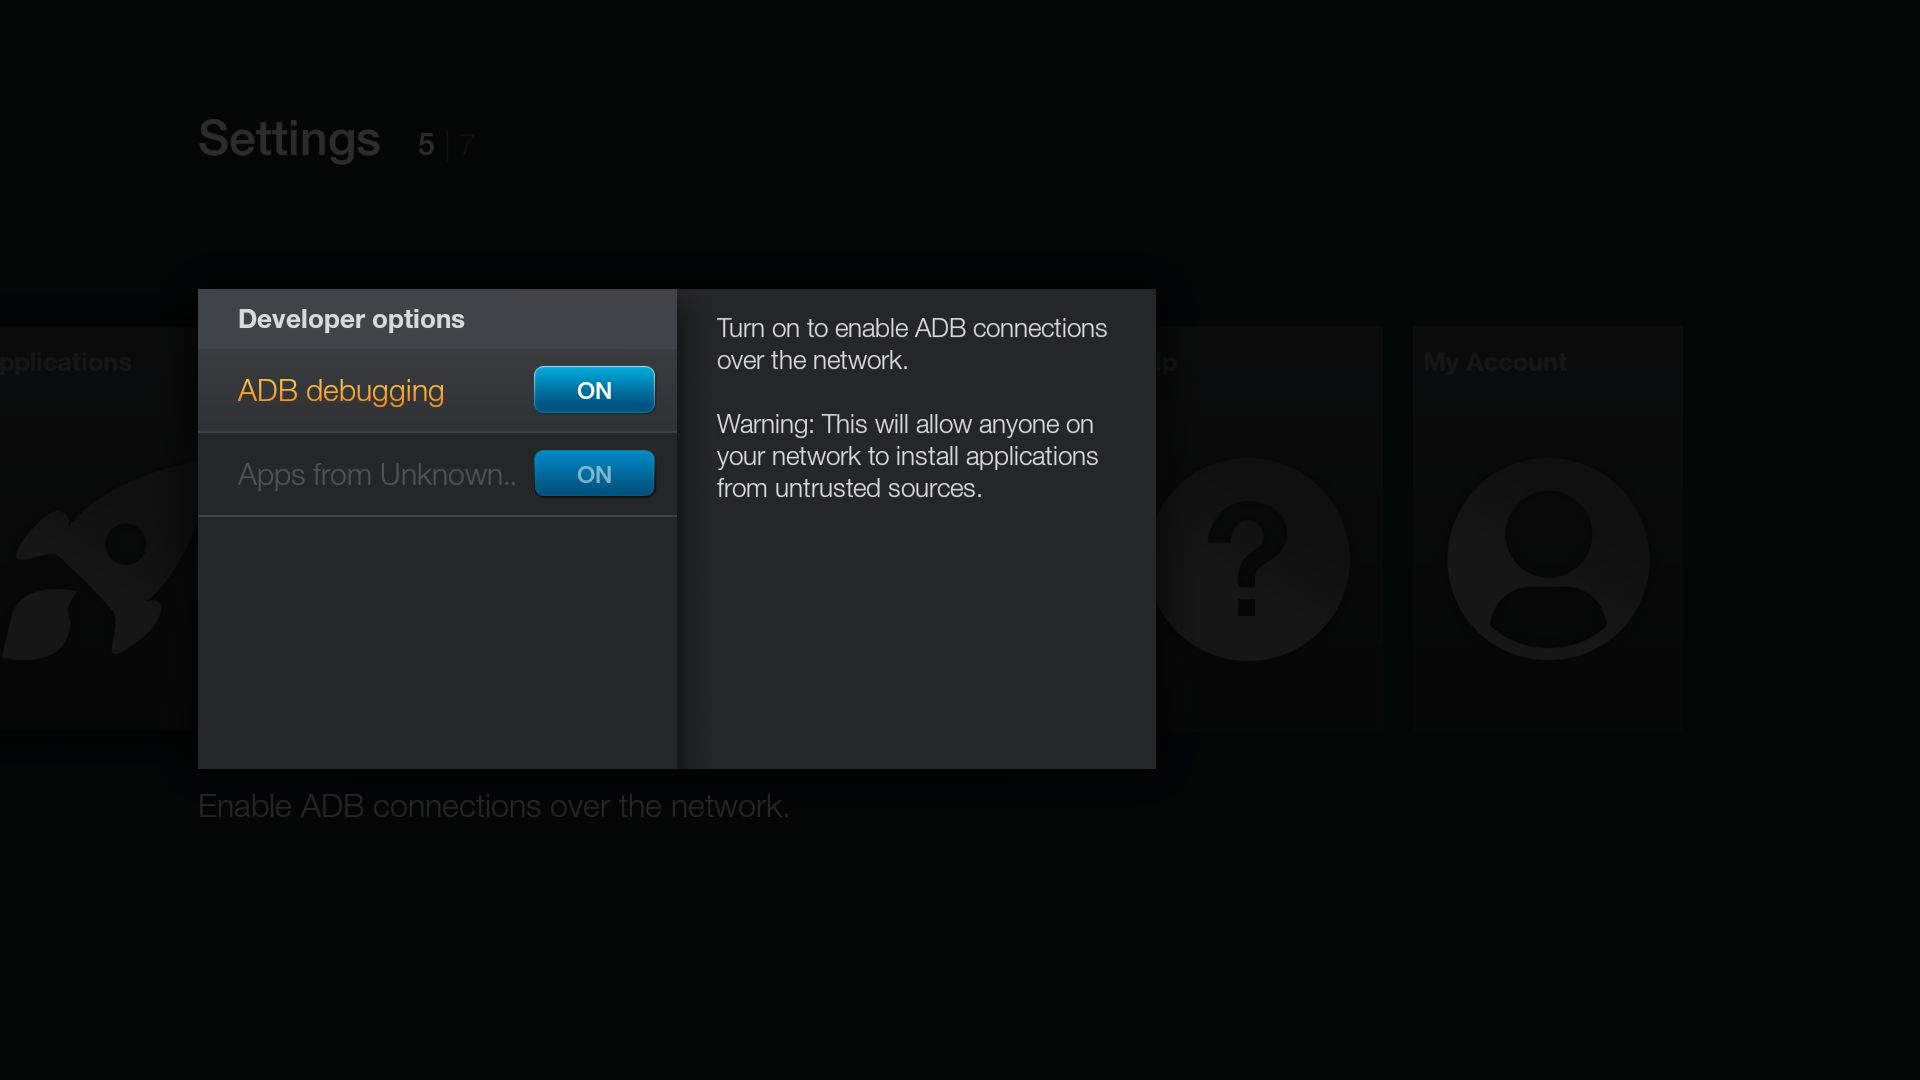 Settings 5 | 7
Developer options
ADB debugging ON
Apps from Unknown.. ON
Turn on to enable ADB connections
over the network.
Warning: This will allow anyone on
your network to install applications
from untrusted sources.
pplications
lp
My Account
Enable ADB connections over the network.